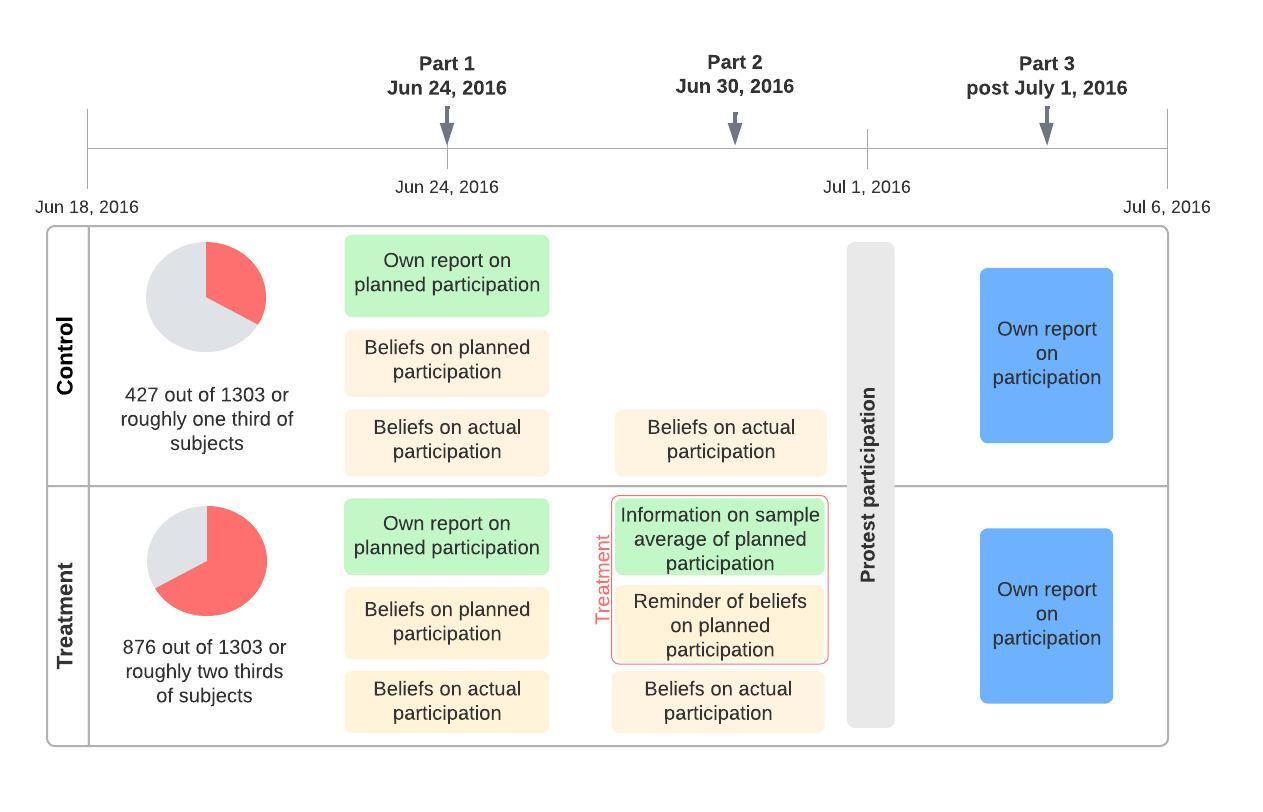 Part 1
Jun 24, 2016
Part 2
Jun 30, 2016
Part 3
post July 1, 2016
Jun 18, 2016
Jun 24, 2016
Jul 1, 2016
Jul 6, 2016
Control
427 out of 1303 or
roughly one third of
subjects
Own report on
planned participation
Beliefs on planned
participation
Beliefs on actual
participation
Beliefs on actual
participation
Protest participation
Own report
on
participation
Treatment
876 out of 1303 or
roughly two thirds
of subjects
Own report on
planned participation
Beliefs on planned
participation
Beliefs on actual
participation
Treatment
Information on sample
average of planned
participation
Reminder of beliefs
on planned
participation
Beliefs on actual
participation
Own report
on
participation